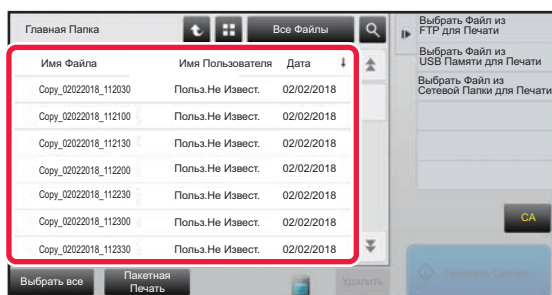 Главная Папка
Все Файлы
Имя Файла Имя Пользователя Дата
Copy_02022018_112030 Польз.Не Извест. 02/02/2018
Copy_02022018_112100 Польз.Не Извест. 02/02/2018
Copy_02022018_112130 Польз.Не Извест. 02/02/2018
Copy_02022018_112200 Польз.Не Извест. 02/02/2018
Copy_02022018_112230 Польз.Не Извест. 02/02/2018
Copy_02022018_112300 Польз.Не Извест. 02/02/2018
Copy_02022018_112330 Польз.Не Извест. 02/02/2018
Выбрать все
Пакетная
Печать
Удалить
Выбрать Файл из
FTP для Печати
Выбрать Файл из
USB Памяти для Печати
Выбрать Файл из
Сетевой Папки для Печати
CA
Печатать Сейчас